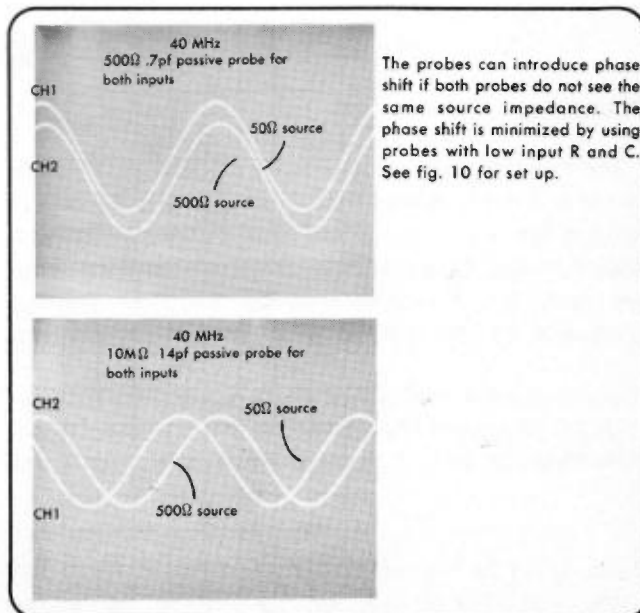 40 MHz
500Ω .7pf passive probe for
both inputs
CH1
50Ω source
CH2
500Ω source
The probes can introduce phase
shift if both probes do not see the
same source impedance. The
phase shift is minimized by using
probes with low input R and C.
See fig. 10 for set up.
40 MHz
10MΩ 14pf passive probe for
both inputs
CH2
50Ω source
500Ω source
CH1